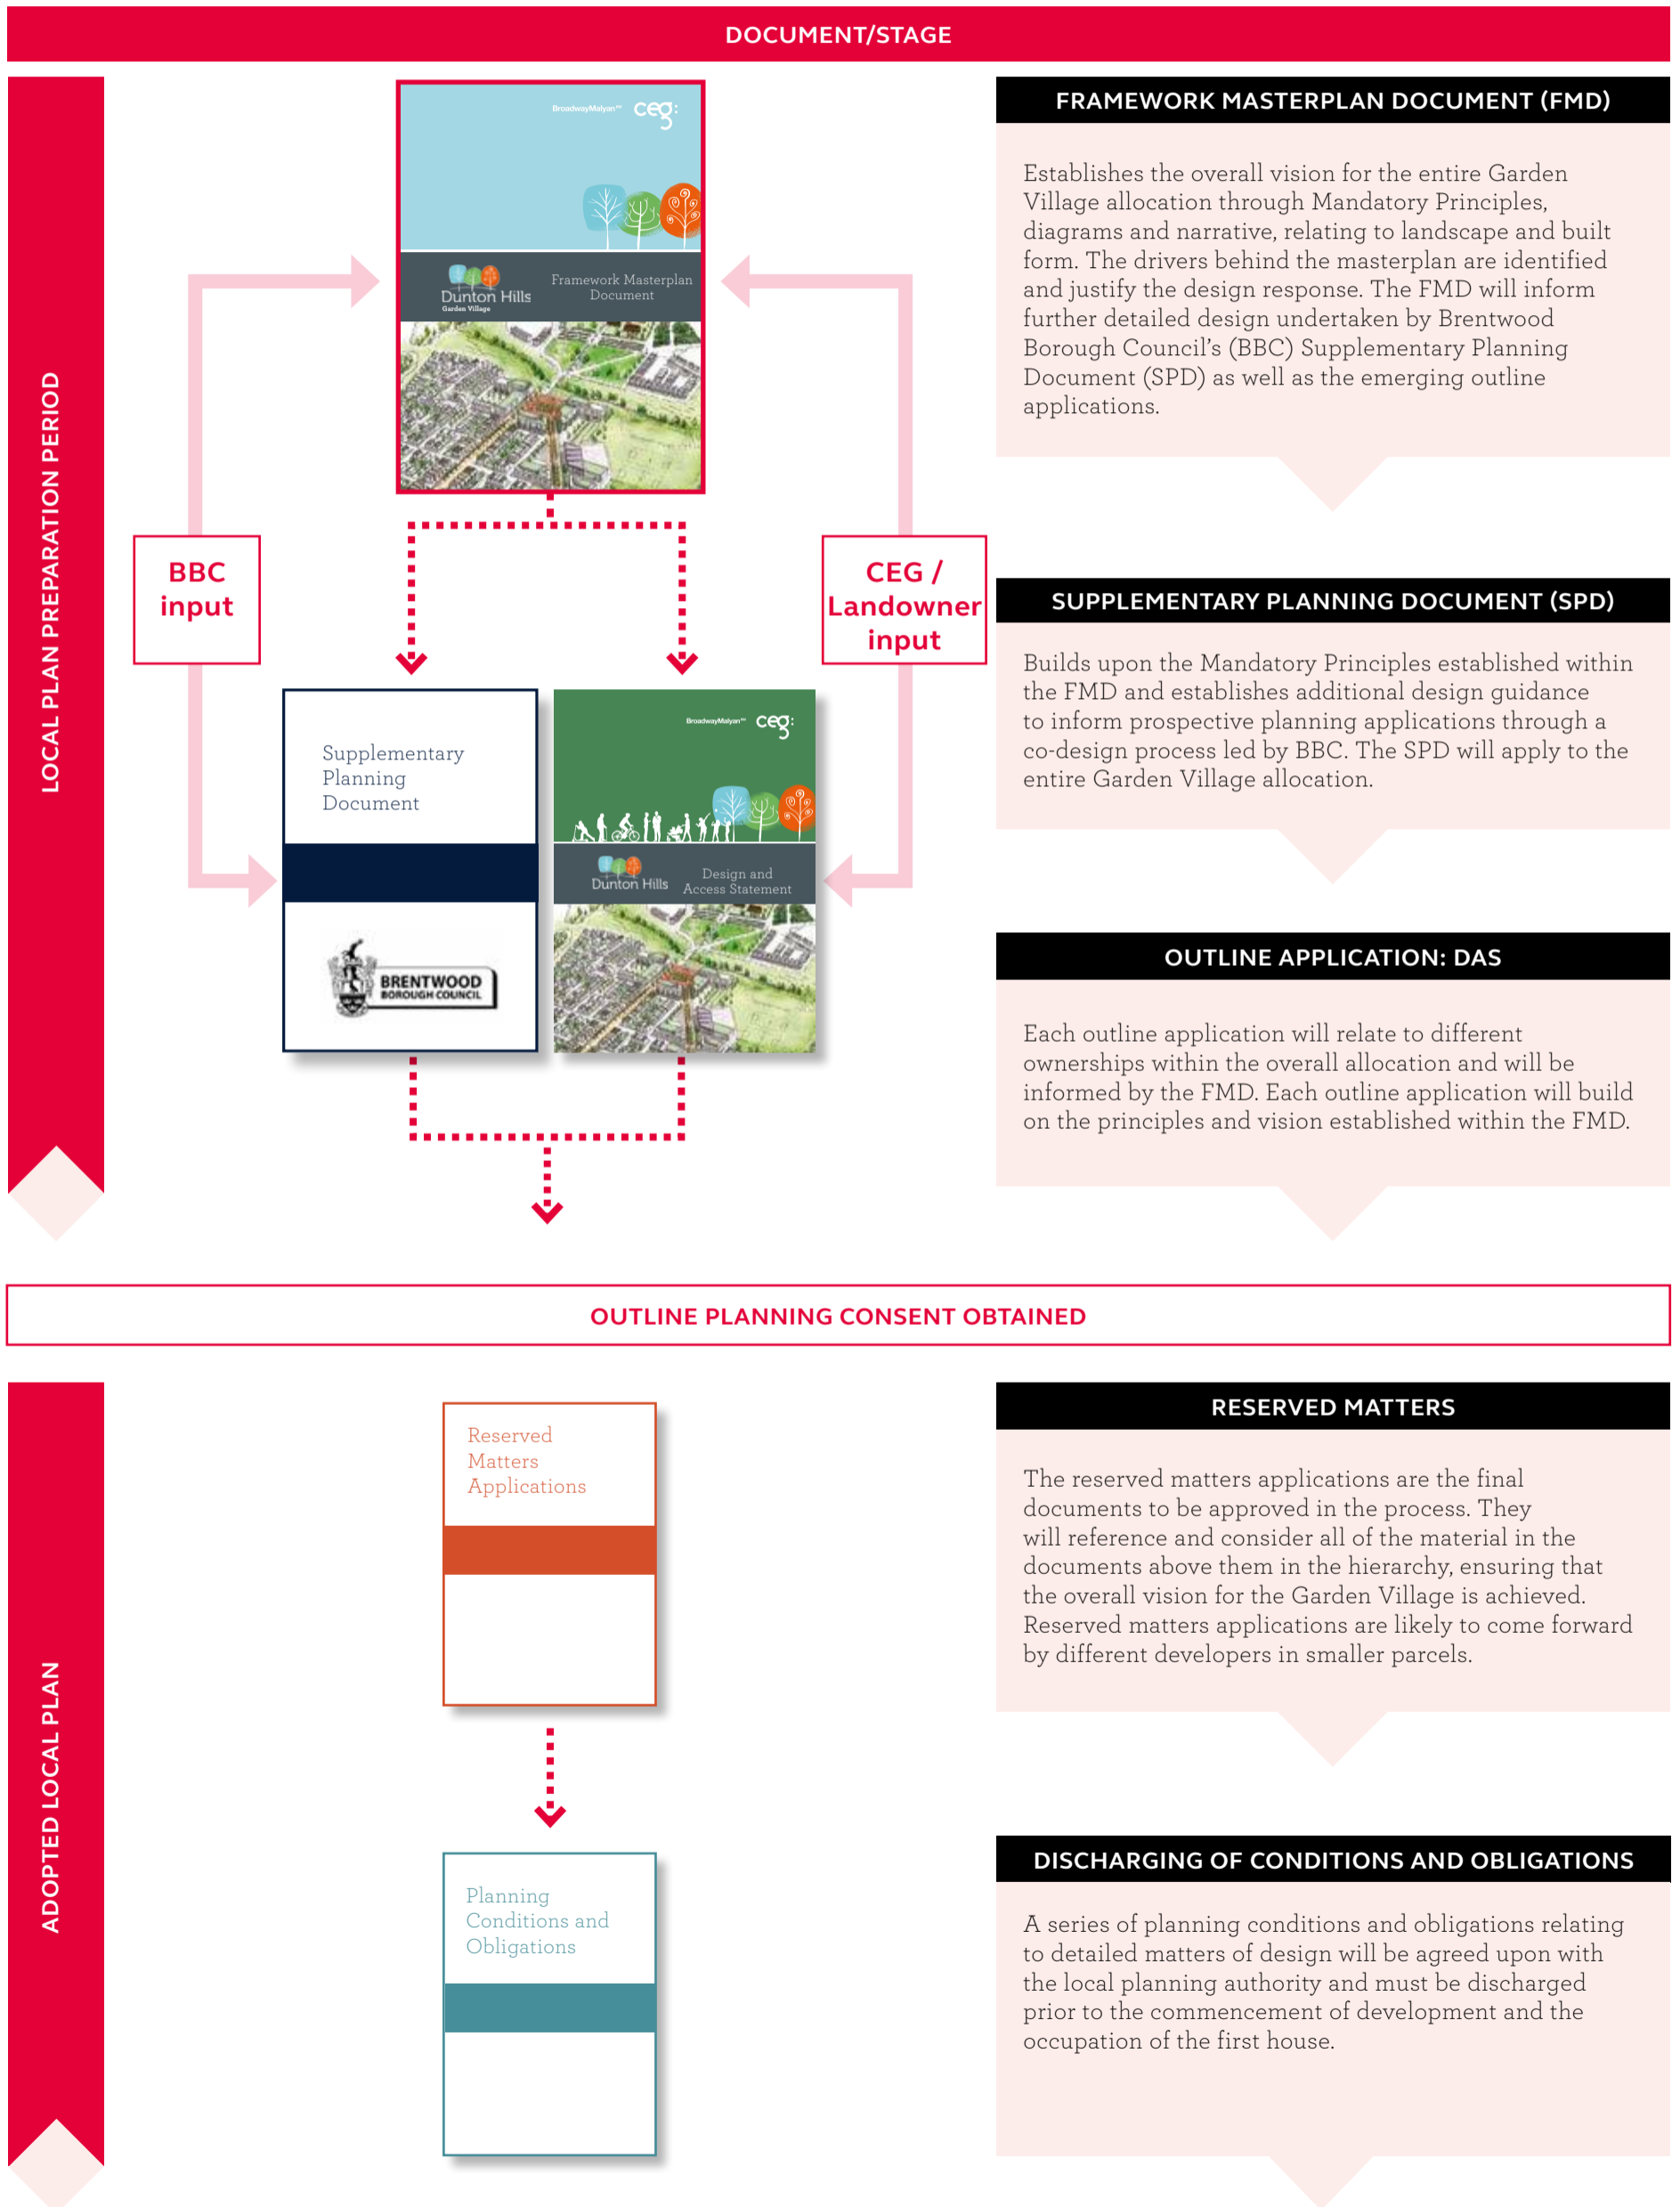 DOCUMENT/STAGE
LOCAL PLAN PREPARATION PERIOD
BroadwayMalyan
ceg:
Dunton Hills
Garden Village
Framework Masterplan
Document
BBC
input
CEG /
Landowner
input
Supplementary
Planning
Document
BRENTWOOD
BOROUGH COUNCIL
BroadwayMalyan
ceg:
Dunton Hills
Design and
Access Statement
FRAMEWORK MASTERPLAN DOCUMENT (FMD)
Establishes the overall vision for the entire Garden
Village allocation through Mandatory Principles,
diagrams and narrative, relating to landscape and built
form. The drivers behind the masterplan are identified
and justify the design response. The FMD will inform
further detailed design undertaken by Brentwood
Borough Council’s (BBC) Supplementary Planning
Document (SPD) as well as the emerging outline
applications.
SUPPLEMENTARY PLANNING DOCUMENT (SPD)
Builds upon the Mandatory Principles established within
the FMD and establishes additional design guidance
to inform prospective planning applications through a
co-design process led by BBC. The SPD will apply to the
entire Garden Village allocation.
OUTLINE APPLICATION: DAS
Each outline application will relate to different
ownerships within the overall allocation and will be
informed by the FMD. Each outline application will build
on the principles and vision established within the FMD.
OUTLINE PLANNING CONSENT OBTAINED
ADOPTED LOCAL PLAN
Reserved
Matters
Applications
Planning
Conditions and
Obligations
RESERVED MATTERS
The reserved matters applications are the final
documents to be approved in the process. They
will reference and consider all of the material in the
documents above them in the hierarchy, ensuring that
the overall vision for the Garden Village is achieved.
Reserved matters applications are likely to come forward
by different developers in smaller parcels.
DISCHARGING OF CONDITIONS AND OBLIGATIONS
A series of planning conditions and obligations relating
to detailed matters of design will be agreed upon with
the local planning authority and must be discharged
prior to the commencement of development and the
occupation of the first house.